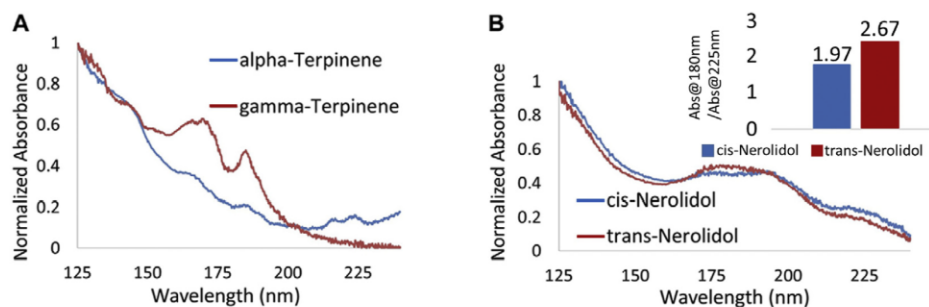 A
Normalized Absorbance
1
0.8
0.6
0.4
0.2
0
125
150
175
200
225
Wavelength (nm)
alpha-Terpinene
gamma-Terpinene
B
Normalized Absorbance
1
0.8
0.6
0.4
0.2
0
125
150
175
200
225
Wavelength (nm)
cis-Nerolidol
trans-Nerolidol
Abs@180nm
/Abs@225nm
3
2
1
0
1.97
2.67
cis-Nerolidol
trans-Nerolidol